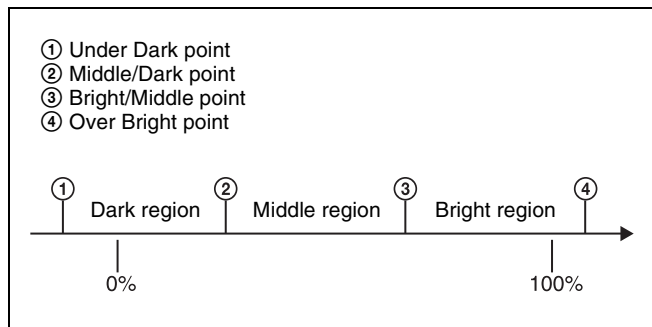 ① Under Dark point
② Middle/Dark point
③ Bright/Middle point
④ Over Bright point
① ② ③ ④
Dark region Middle region Bright region
0% 100%